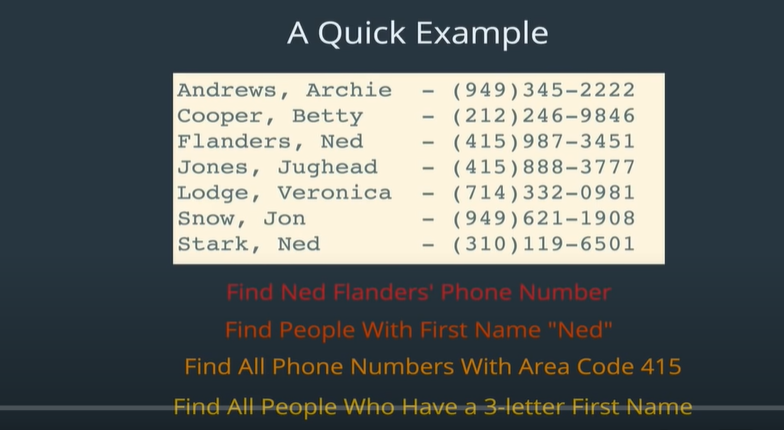 A Quick Example
Andrews, Archie - (949)345-2222
Cooper, Betty - (212)246-9846
Flanders, Ned - (415)987-3451
Jones, Jughead - (415)888-3777
Lodge, Veronica - (714)332-0981
Snow, Jon - (949)621-1908
Stark, Ned - (310)119-6501
Find Ned Flanders' Phone Number
Find People With First Name "Ned"
Find All Phone Numbers With Area Code 415
Find All People Who Have a 3-letter First Name